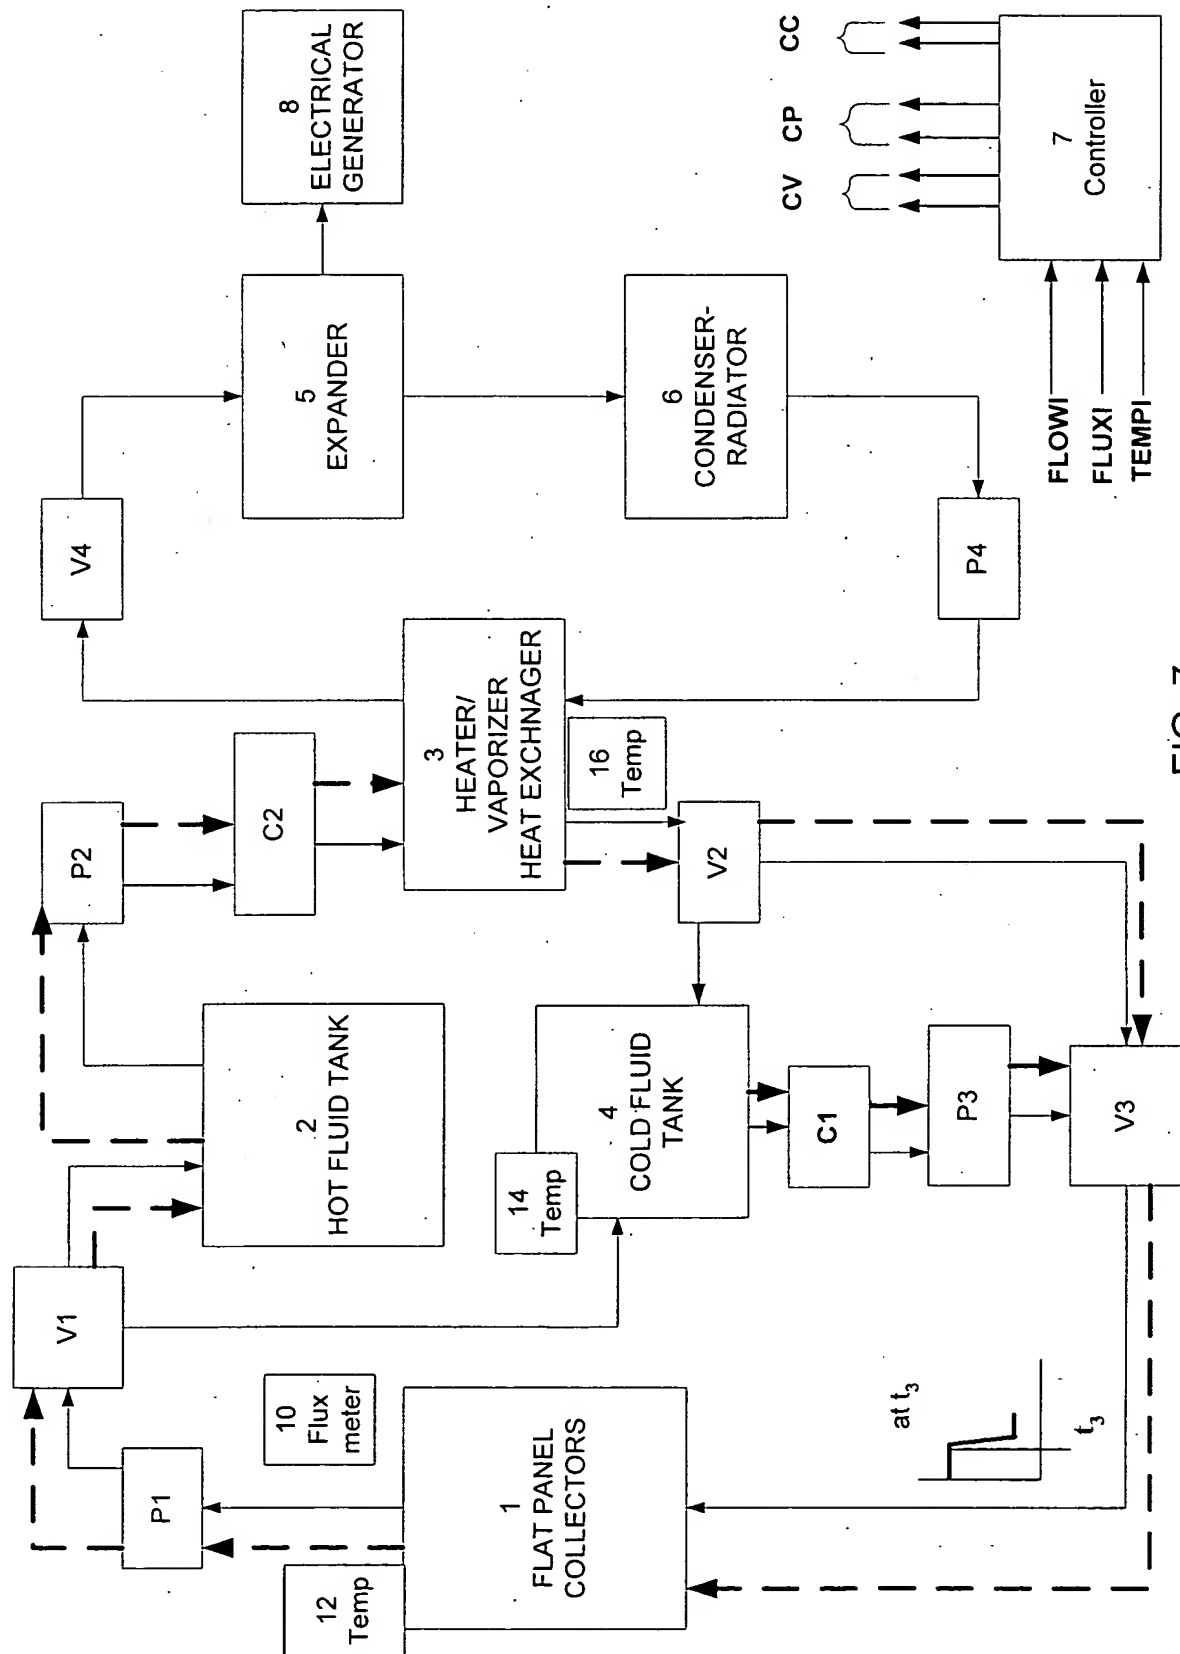 P1
V1
P2
V4
12
Temp
10
Flux
meter
2
HOT FLUID TANK
C2
5
EXPANDER
8
ELECTRICAL
GENERATOR
1
FLAT PANEL
COLLECTORS
14
Temp
4
COLD FLUID
TANK
3
HEATER/
VAPORIZER
HEAT EXCHNAGER
16
Temp
6
CONDENSER-
RADIATOR
V2
C1
P3
V3
P4
at t3
t3
CV
CP
CC
7
Controller
FLOWI
FLUXI
TEMPI
FIG. 7